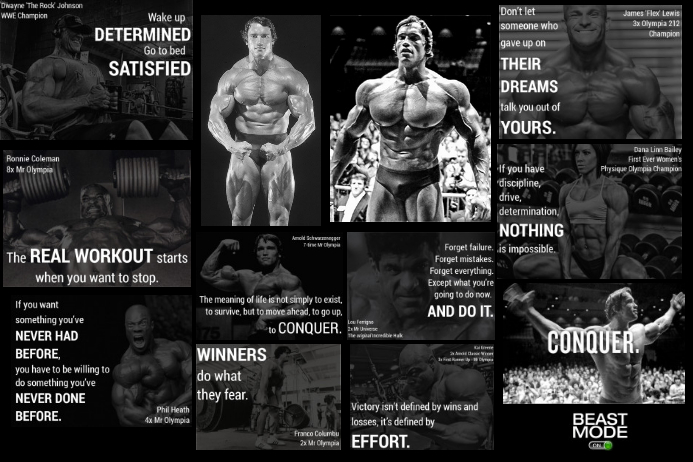 Dwayne 'The Rock' Johnson
WWE Champion
Wake up
DETERMINED
Go to bed
SATISFIED
Don't let
someone who
gave up on
THEIR
DREAMS
talk you out of
YOURS.
James 'Flex' Lewis
3x Olympia 212
Champion
Ronnie Coleman
8x Mr Olympia
The REAL WORKOUT starts
when you want to stop.
Dana Linn Bailey
First Ever Women's
Physique Olympia Champion
If you have
discipline,
drive,
determination,
NOTHING
is impossible.
Arnold Schwarzenegger
7-time Mr Olympia
The meaning of life is not simply to exist,
to survive, but to move ahead, to go up,
to CONQUER.
Forget failure.
Forget mistakes.
Forget everything.
Except what you're
going to do now.
AND DO IT.
Lou Ferrigno
2x Mr Universe
The original Incredible Hulk
If you want
something you've
NEVER HAD
BEFORE,
you have to be willing to
do something you've
NEVER DONE
BEFORE.
Phil Heath
4x Mr Olympia
WINNERS
do what
they fear.
Franco Columbu
2x Mr Olympia
Kai Greene
3x Arnold Classic Winner
Victory isn't defined by wins and
losses, it's defined by
EFFORT.
CONQUER.
BEAST
MODE
ON